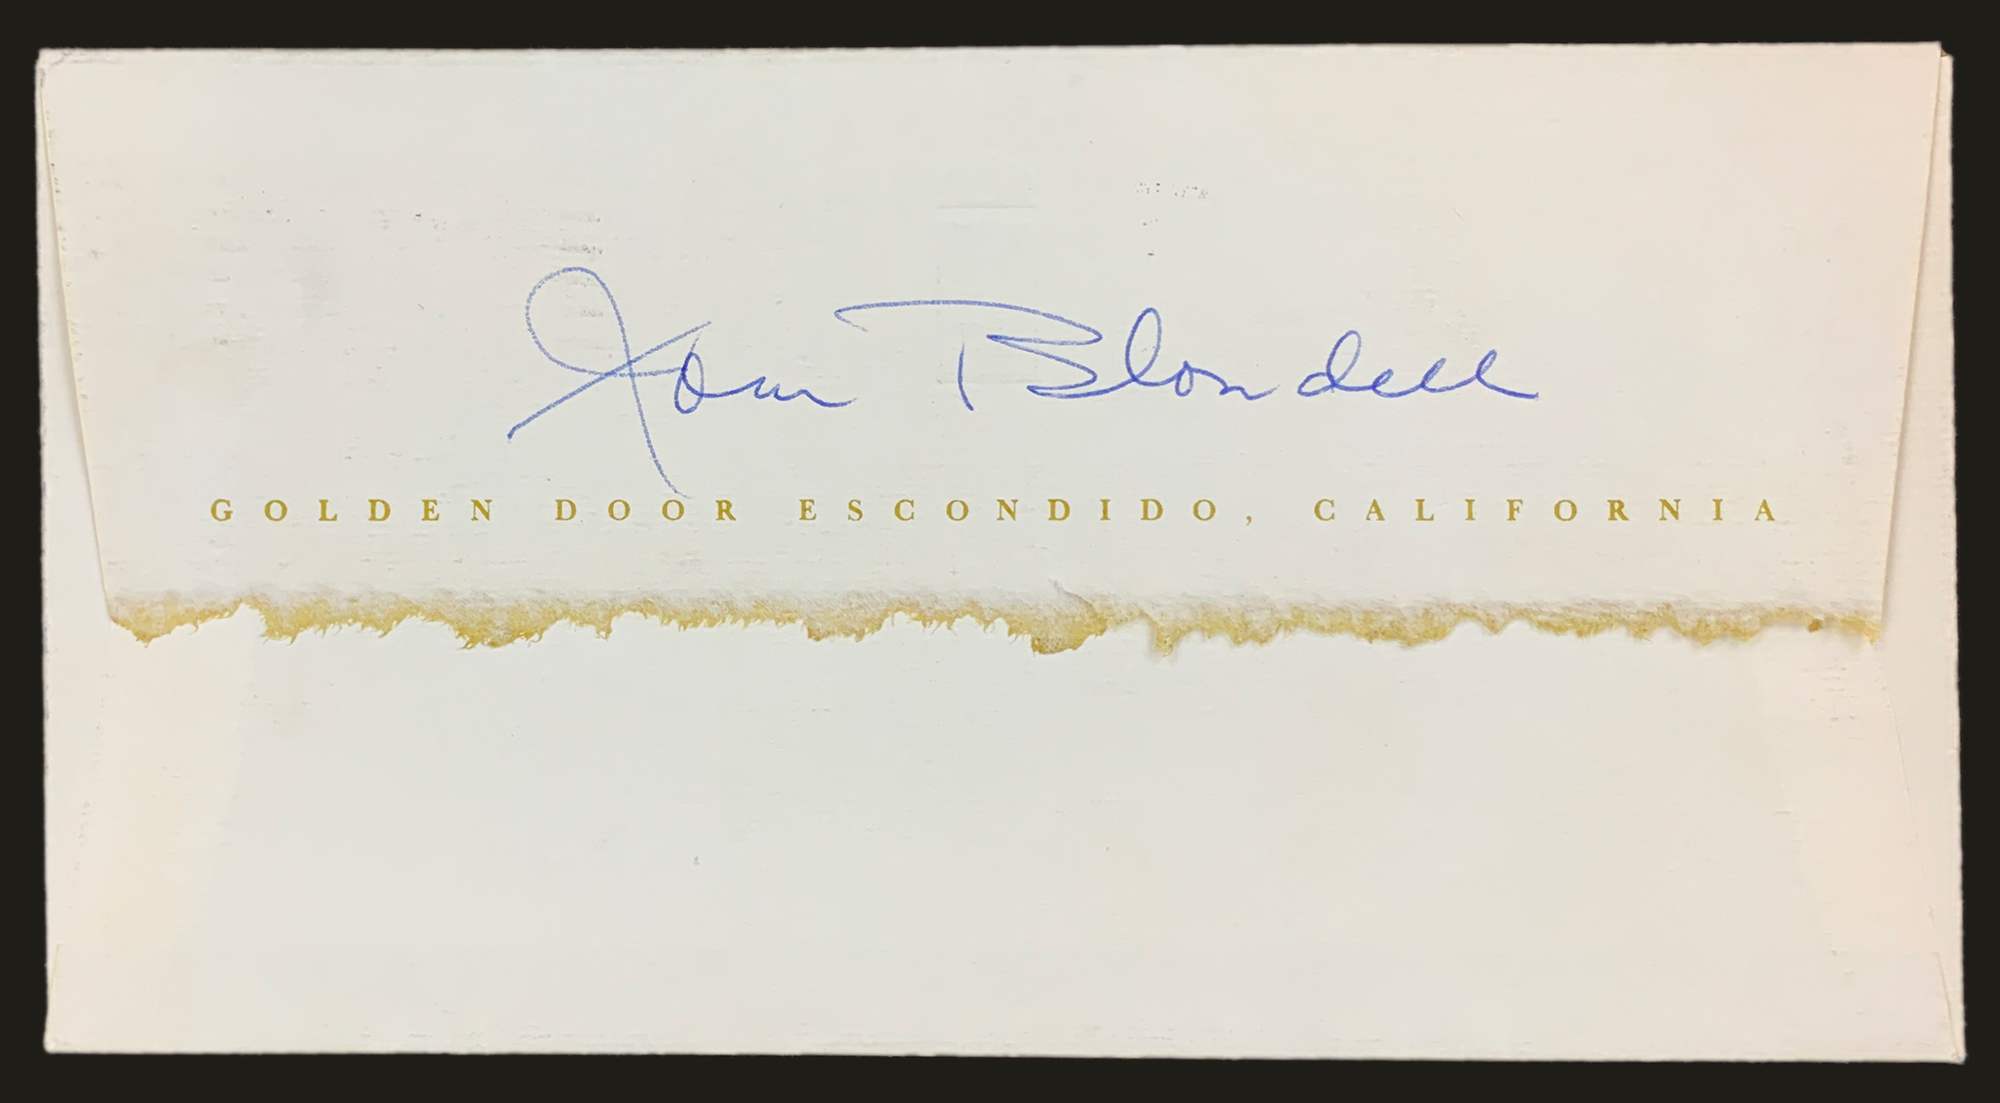 Joan Blondell
GOLDEN DOOR ESCONDIDO, CALIFORNIA